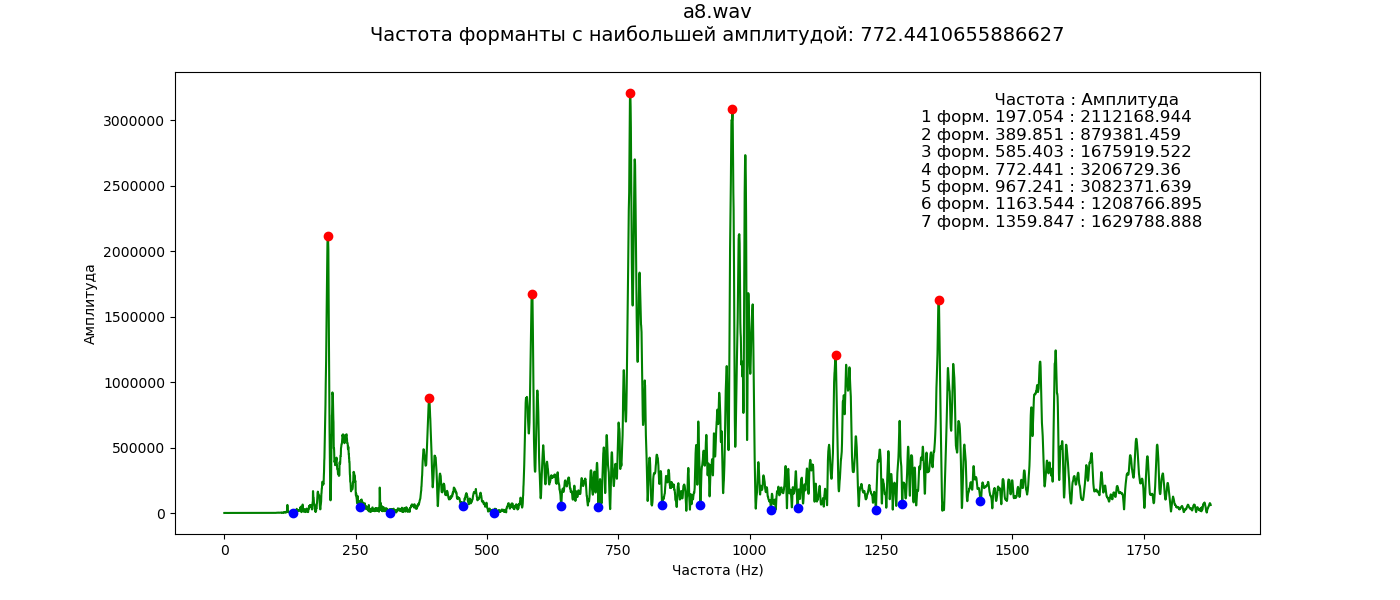 a8.wav
Частота форманты с наибольшей амплитудой: 772.4410655886627
Частота : Амплитуда
1 форм. 197.054 : 2112168.944
2 форм. 389.851 : 879381.459
3 форм. 585.403 : 1675919.522
4 форм. 772.441 : 3206729.36
5 форм. 967.241 : 3082371.639
6 форм. 1163.544 : 1208766.895
7 форм. 1359.847 : 1629788.888
Амплитуда
3000000
2500000
2000000
1500000
1000000
500000
0
0 250 500 750 1000 1250 1500 1750
Частота (Hz)